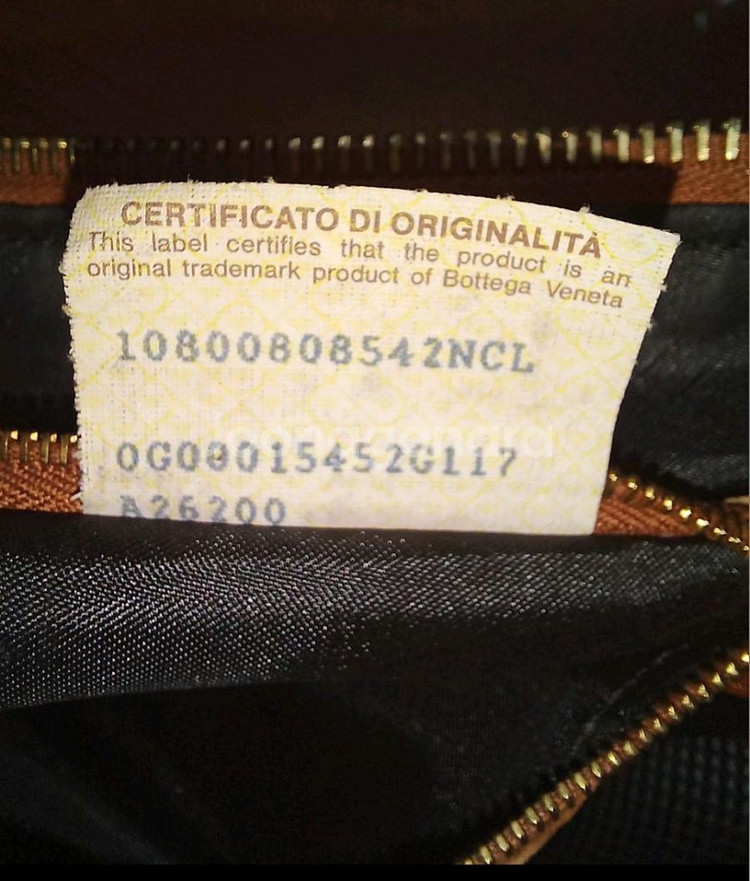 CERTIFICATO DI ORIGINALITÀ
This label certifies that the product is an
original trademark product of Bottega Veneta
10800808542NCL
0G00015452G117
A26200